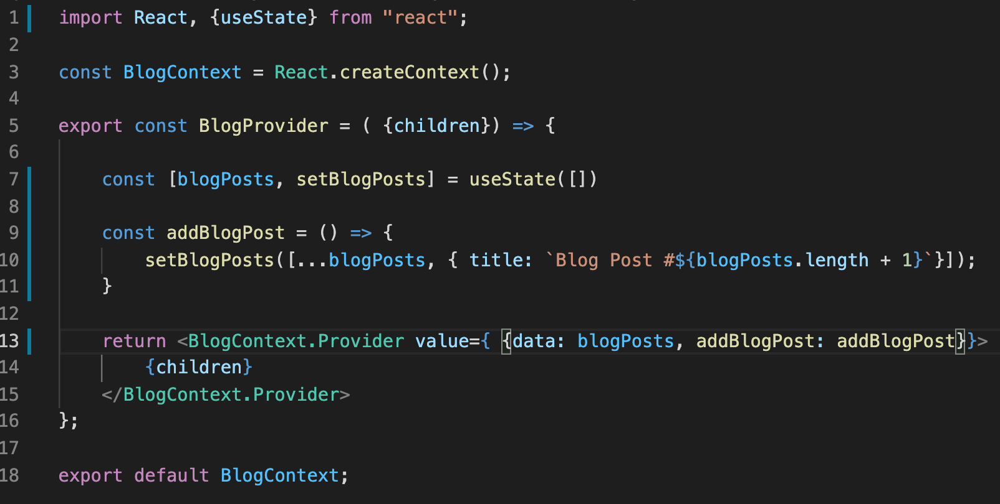 1 import React, {useState} from "react";
2
3 const BlogContext = React.createContext();
4
5 export const BlogProvider = ( {children}) => {
6
7     const [blogPosts, setBlogPosts] = useState([])
8
9     const addBlogPost = () => {
10         setBlogPosts([...blogPosts, { title: `Blog Post #${blogPosts.length + 1}`}]);
11     }
12
13     return <BlogContext.Provider value={ {data: blogPosts, addBlogPost: addBlogPost}}>
14         {children}
15     </BlogContext.Provider>
16 };
17
18 export default BlogContext;